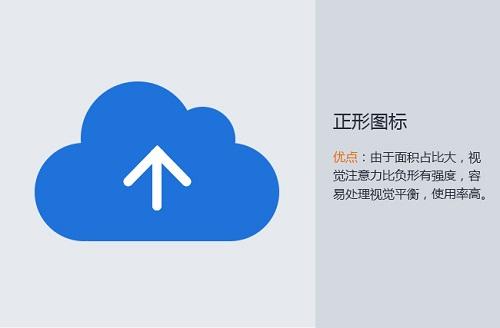 正形图标
优点：由于面积占比大，视
觉注意力比负形有强度，容
易处理视觉平衡，使用率高。